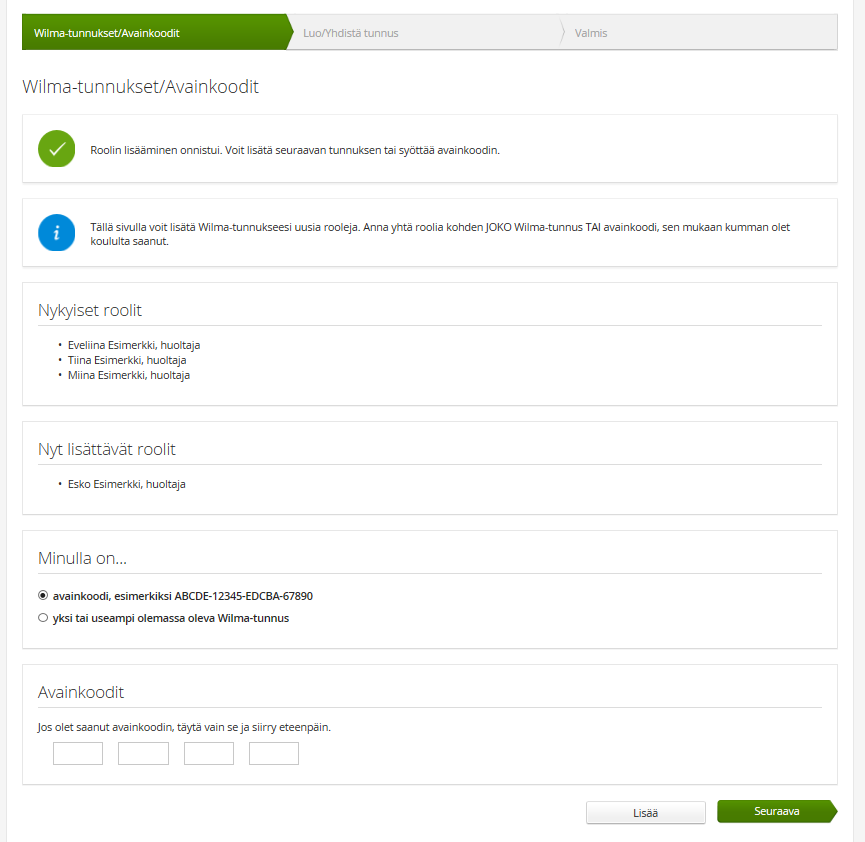 Wilma-tunnukset/Avainkoodit
Luo/Yhdistä tunnus
Valmis
Wilma-tunnukset/Avainkoodit
Roolin lisääminen onnistui. Voit lisätä seuraavan tunnuksen tai syöttää avainkoodin.
Tällä sivulla voit lisätä Wilma-tunnukseesi uusia rooleja. Anna yhtä roolia kohden JOKO Wilma-tunnus TAI avainkoodi, sen mukaan kumman olet
koululta saanut.
Nykyiset roolit
• Eveliina Esimerkki, huoltaja
• Tiina Esimerkki, huoltaja
• Miina Esimerkki, huoltaja
Nyt lisättävät roolit
• Esko Esimerkki, huoltaja
Minulla on...
avainkoodi, esimerkiksi ABCDE-12345-EDCBA-67890
yksi tai useampi olemassa oleva Wilma-tunnus
Avainkoodit
Jos olet saanut avainkoodin, täytä vain se ja siirry eteenpäin.
Lisää
Seuraava